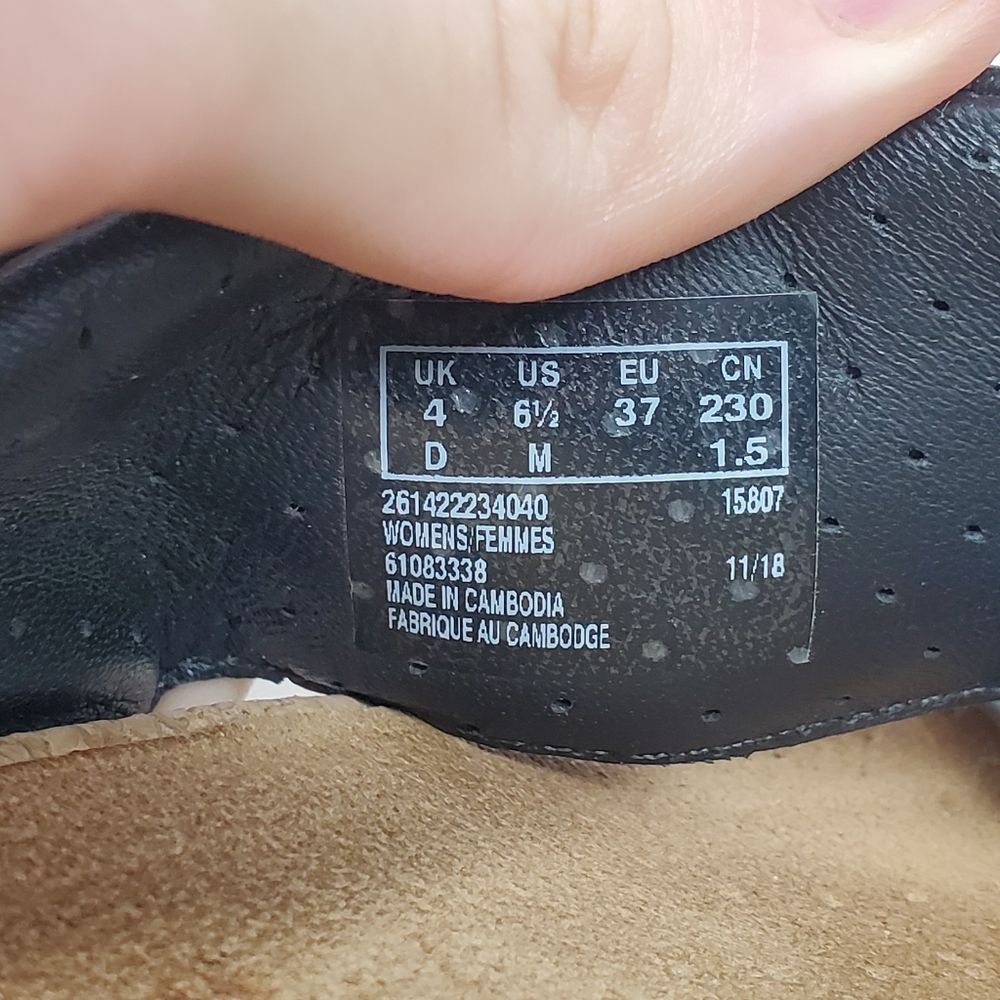 UK US EU CN
4 6½ 37 230
D M 1.5
261422234040 15807
WOMENS/FEMMES
61083338 11/18
MADE IN CAMBODIA
FABRIQUE AU CAMBODGE